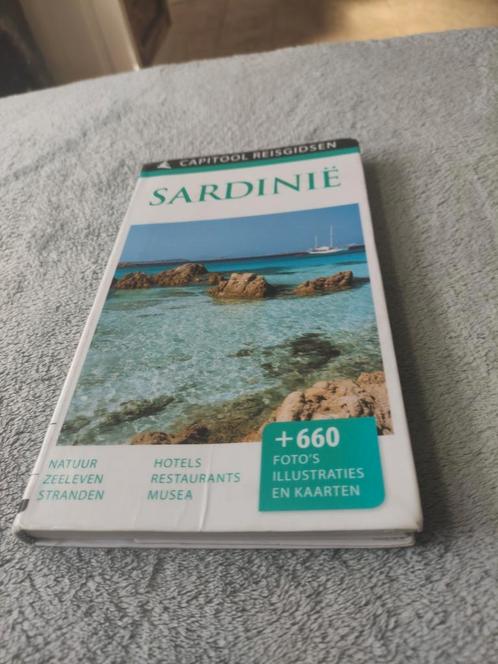 CAPITOOL REISGIDSEN
SARDINIË
NATUUR
ZEELEVEN
STRANDEN
HOTELS
RESTAURANTS
MUSEA
+660
FOTO'S
ILLUSTRATIES
EN KAARTEN